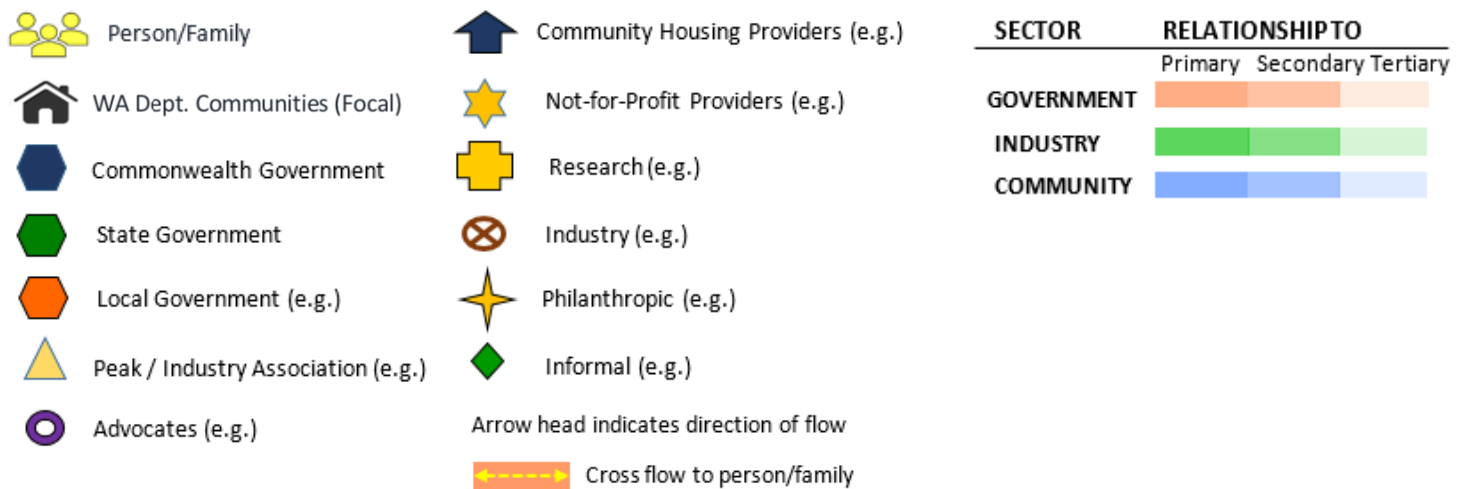 Person/Family
WA Dept. Communities (Focal)
Commonwealth Government
State Government
Local Government (e.g.)
Peak / Industry Association (e.g.)
Advocates (e.g.)
Community Housing Providers (e.g.)
Not-for-Profit Providers (e.g.)
Research (e.g.)
Industry (e.g.)
Philanthropic (e.g.)
Informal (e.g.)
Arrow head indicates direction of flow
Cross flow to person/family
SECTOR RELATIONSHIP TO
Primary Secondary Tertiary
GOVERNMENT
INDUSTRY
COMMUNITY